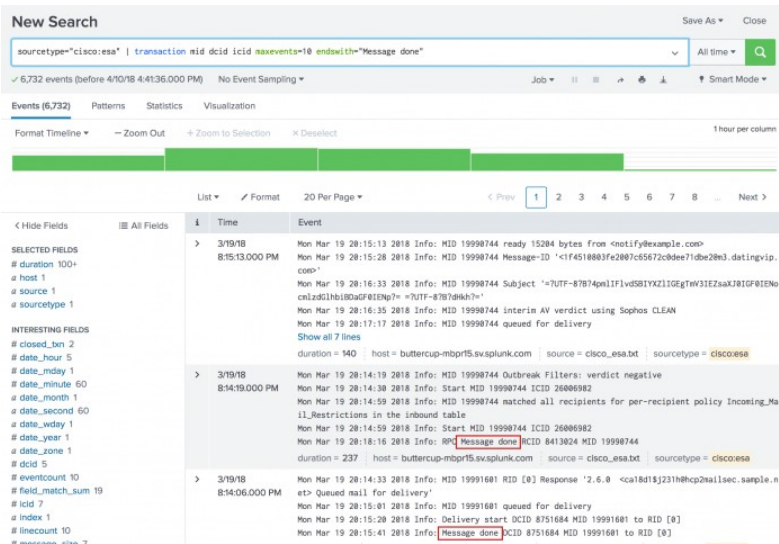 New Search
Save As ▾ Close
sourcetype="cisco:esa" | transaction mid dcid icid maxevents=10 endswith="Message done"
All time ▾
✓ 6,732 events (before 4/10/18 4:41:36.000 PM) No Event Sampling ▾
Job ▾
Smart Mode ▾
Events (6,732) Patterns Statistics Visualization
Format Timeline ▾ — Zoom Out + Zoom to Selection × Deselect
1 hour per column
List ▾ Format 20 Per Page ▾
< Prev 1 2 3 4 5 6 7 8 ... Next >
< Hide Fields All Fields
i Time Event
SELECTED FIELDS
# duration 100+
a host 1
a source 1
a sourcetype 1
INTERESTING FIELDS
# closed_txn 2
# date_hour 5
# date_mday 1
# date_minute 60
a date_month 1
# date_second 60
a date_wday 1
# date_year 1
a date_zone 1
# dcid 5
# eventcount 10
# field_match_sum 19
# icid 7
a index 1
# linecount 10
# message_size 7
> 3/19/18
8:15:13.000 PM
Mon Mar 19 20:15:13 2018 Info: MID 19990744 ready 15204 bytes from <notify@example.com>
Mon Mar 19 20:15:28 2018 Info: MID 19990744 Message-ID '<1f4510803fe2007c65672c0dee71dbe20m3.datingvip.
com>'
Mon Mar 19 20:16:33 2018 Info: MID 19990744 Subject
Mon Mar 19 20:16:35 2018 Info: MID 19990744 interim AV verdict using Sophos CLEAN
Mon Mar 19 20:17:17 2018 Info: MID 19990744 queued for delivery
Show all 7 lines
duration = 140 host = buttercup-mbpr15.sv.splunk.com source = cisco_esa.txt sourcetype = cisco:esa
> 3/19/18
8:14:19.000 PM
Mon Mar 19 20:14:19 2018 Info: MID 19990744 Outbreak Filters: verdict negative
Mon Mar 19 20:14:30 2018 Info: Start MID 19990744 ICID 26006982
Mon Mar 19 20:14:59 2018 Info: MID 19990744 matched all recipients for per-recipient policy Incoming_Ma
il_Restrictions in the inbound table
Mon Mar 19 20:14:59 2018 Info: Start MID 19990744 ICID 26006982
Mon Mar 19 20:18:16 2018 Info: RPC Message done RCID 8413024 MID 19990744
duration = 237 host = buttercup-mbpr15.sv.splunk.com source = cisco_esa.txt sourcetype = cisco:esa
> 3/19/18
8:14:06.000 PM
Mon Mar 19 20:14:33 2018 Info: MID 19991601 RID [0] Response '2.6.0 <ca18d1$j231h@hcp2mailsec.sample.n
et> Queued mail for delivery'
Mon Mar 19 20:15:01 2018 Info: MID 19991601 queued for delivery
Mon Mar 19 20:15:20 2018 Info: Delivery start DCID 8751684 MID 19991601 to RID [0]
Mon Mar 19 20:15:41 2018 Info: Message done DCID 8751684 MID 19991601 to RID [0]